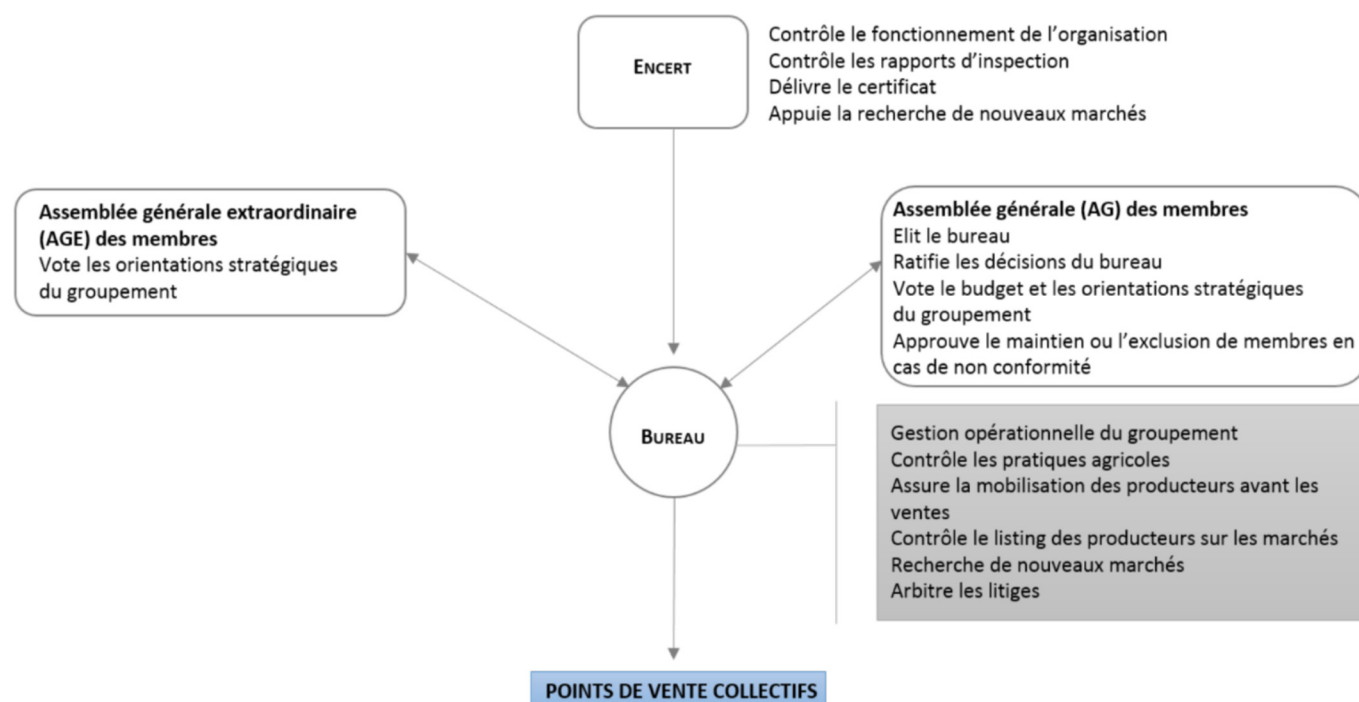 ENCERT
Contrôle le fonctionnement de l’organisation
Contrôle les rapports d’inspection
Délivre le certificat
Appuie la recherche de nouveaux marchés
Assemblée générale extraordinaire
(AGE) des membres
Vote les orientations stratégiques
du groupement
Assemblée générale (AG) des membres
Elit le bureau
Ratifie les décisions du bureau
Vote le budget et les orientations stratégiques
du groupement
Approuve le maintien ou l’exclusion de membres en
cas de non conformité
BUREAU
Gestion opérationnelle du groupement
Contrôle les pratiques agricoles
Assure la mobilisation des producteurs avant les
ventes
Contrôle le listing des producteurs sur les marchés
Recherche de nouveaux marchés
Arbitre les litiges
POINTS DE VENTE COLLECTIFS